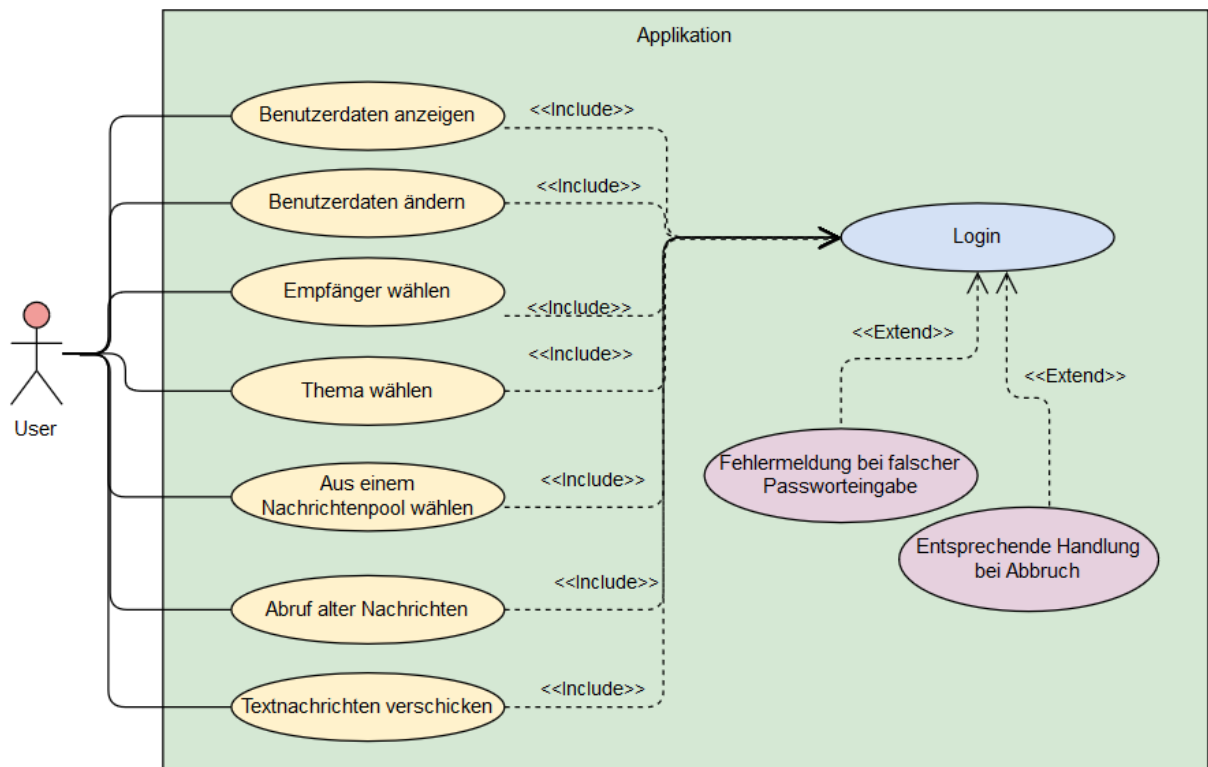 Applikation
Benutzerdaten anzeigen
<<Include>>
Benutzerdaten ändern
<<Include>>
Login
Empfänger wählen
<<Include>>
<<Extend>>
Thema wählen
<<Include>>
<<Extend>>
User
Fehlermeldung bei falscher
Passworteingabe
Aus einem
Nachrichtenpool wählen
<<Include>>
Entsprechende Handlung
bei Abbruch
Abruf alter Nachrichten
<<Include>>
Textnachrichten verschicken
<<Include>>